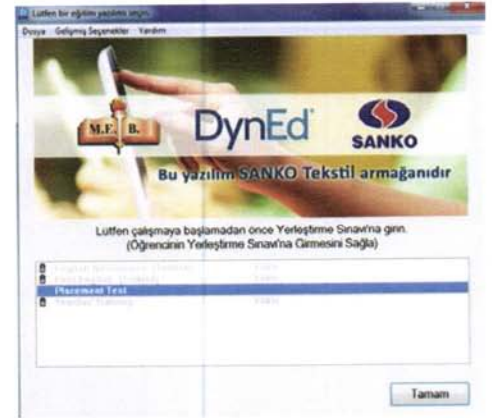 Lütfen bir eğitim yazılımı seçin
Dosya Gelişmiş Seçenekler Yardım
M.E. B.
DynEd
SANKO
Bu yazılım SANKO Tekstil armağanıdır
Lütfen çalışmaya başlamadan önce Yerleştirme Sınavı'na girin.
(Öğrencinin Yerleştirme Sınavı'na Girmesini Sağla)
Placement Test
Tamam